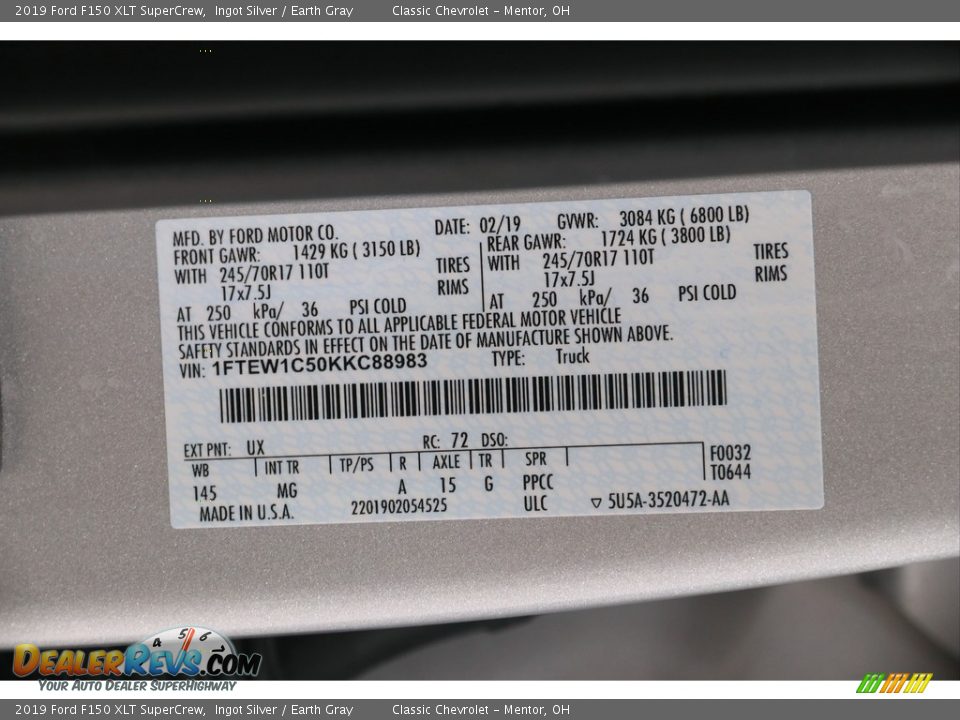 2019 Ford F150 XLT SuperCrew, Ingot Silver / Earth Gray Classic Chevrolet - Mentor, OH
MFD. BY FORD MOTOR CO. DATE: 02/19 GVWR: 3084 KG ( 6800 LB)
FRONT GAWR: 1429 KG ( 3150 LB) REAR GAWR: 1724 KG ( 3800 LB)
WITH 245/70R17 110T TIRES WITH 245/70R17 110T TIRES
17x7.5J RIMS 17x7.5J RIMS
AT 250 kPa/ 36 PSI COLD AT 250 kPa/ 36 PSI COLD
THIS VEHICLE CONFORMS TO ALL APPLICABLE FEDERAL MOTOR VEHICLE
SAFETY STANDARDS IN EFFECT ON THE DATE OF MANUFACTURE SHOWN ABOVE.
VIN: 1FTEW1C50KKC88983 TYPE: Truck
EXT PNT: UX RC: 72 DSO:
WB INT TR TP/PS R AXLE TR SPR F0032
145 MG A 15 G PPCC T0644
MADE IN U.S.A. 2201902054525 ULC ▽ 5U5A-3520472-AA
4 5 6
DEALERREVS.COM
YOUR AUTO DEALER SUPERHIGHWAY
2019 Ford F150 XLT SuperCrew, Ingot Silver / Earth Gray Classic Chevrolet - Mentor, OH